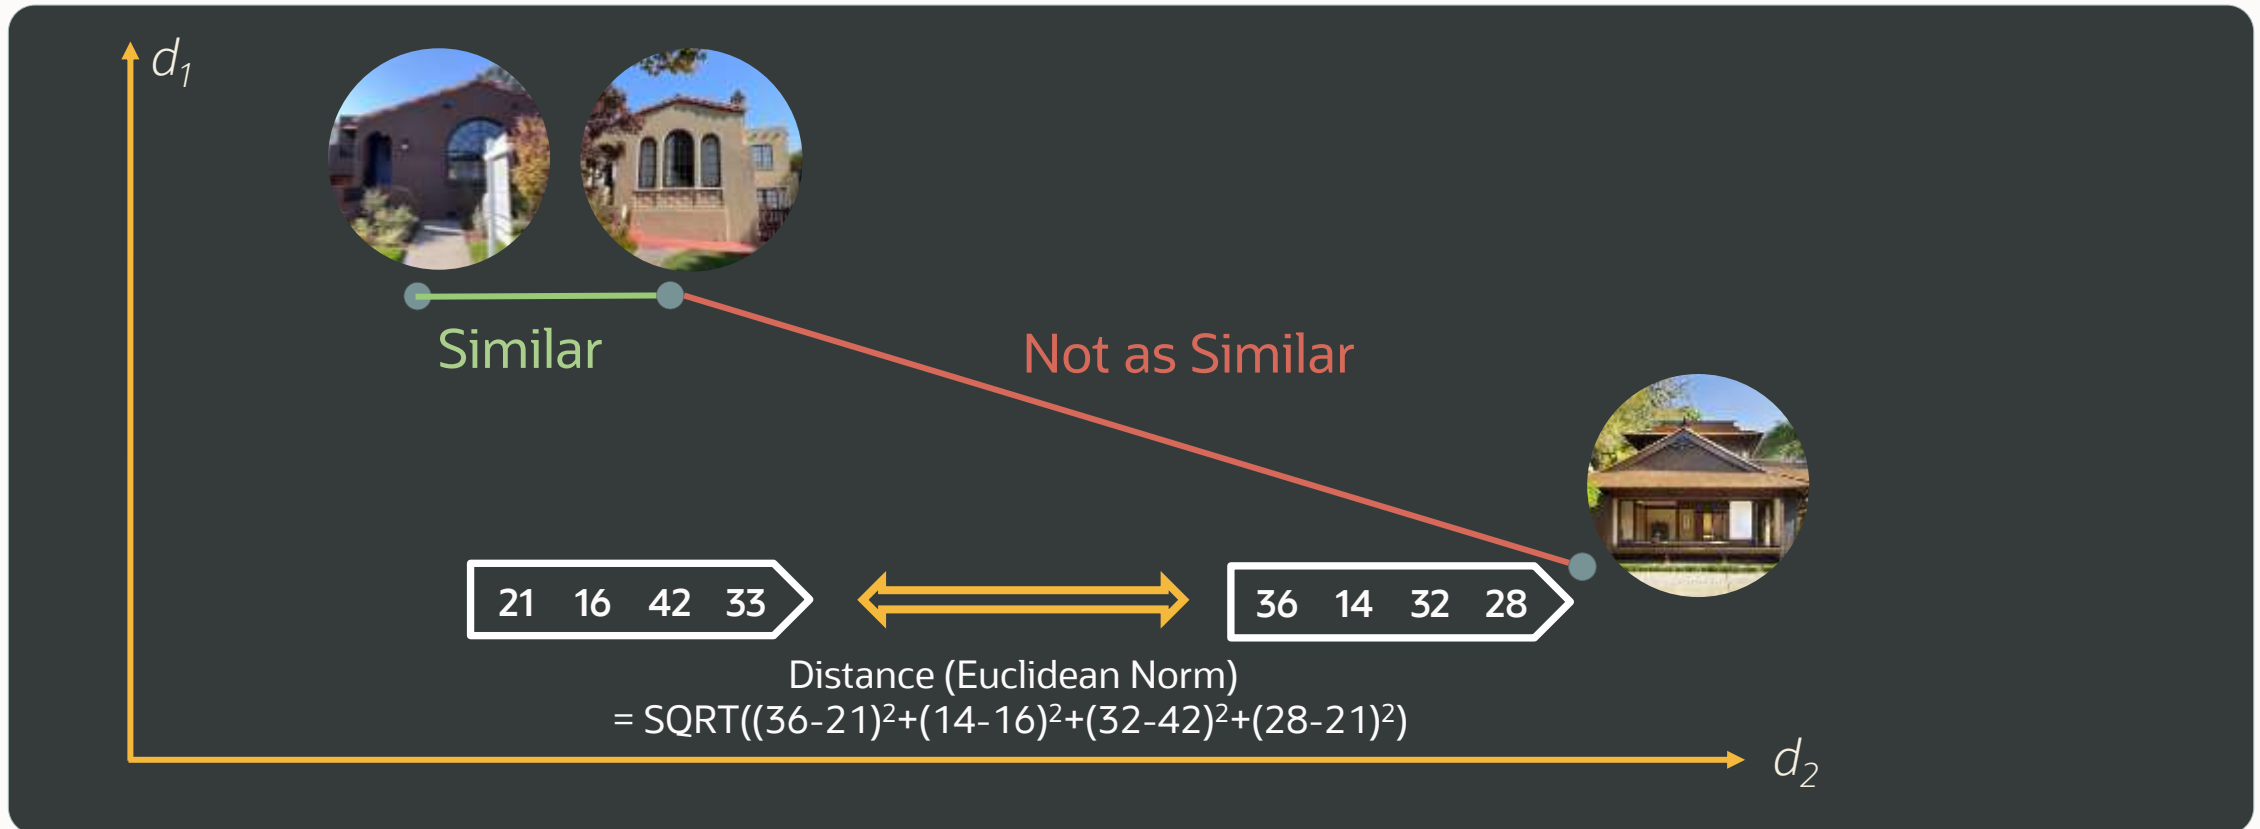 d₁
Similar
Not as Similar
21 16 42 33
36 14 32 28
Distance (Euclidean Norm)
= SQRT((36-21)²+(14-16)²+(32-42)²+(28-21)²)
d₂